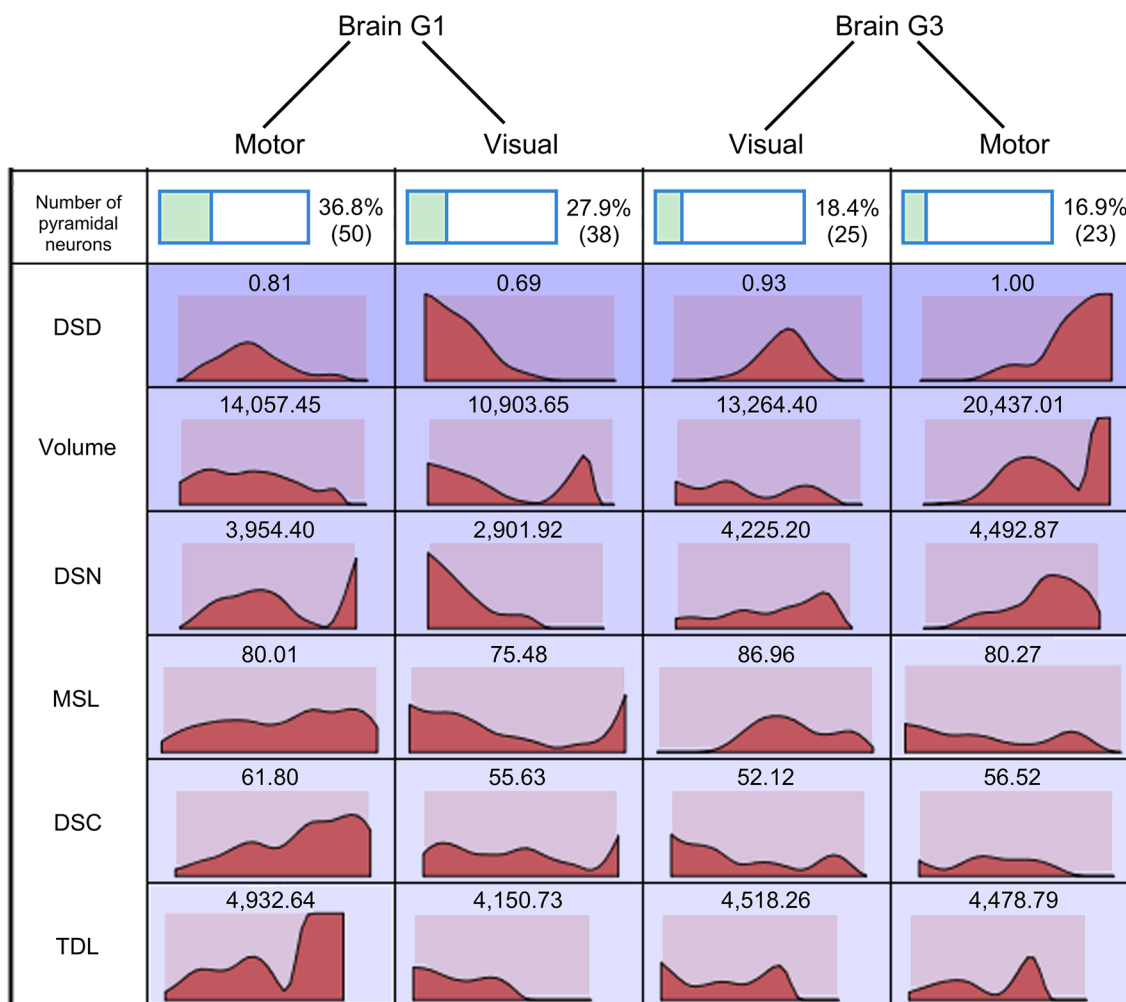 Brain G1 Brain G3
Motor Visual Visual Motor
Number of
pyramidal
neurons
36.8%
(50)
27.9%
(38)
18.4%
(25)
16.9%
(23)
DSD 0.81 0.69 0.93 1.00
Volume 14,057.45 10,903.65 13,264.40 20,437.01
DSN 3,954.40 2,901.92 4,225.20 4,492.87
MSL 80.01 75.48 86.96 80.27
DSC 61.80 55.63 52.12 56.52
TDL 4,932.64 4,150.73 4,518.26 4,478.79